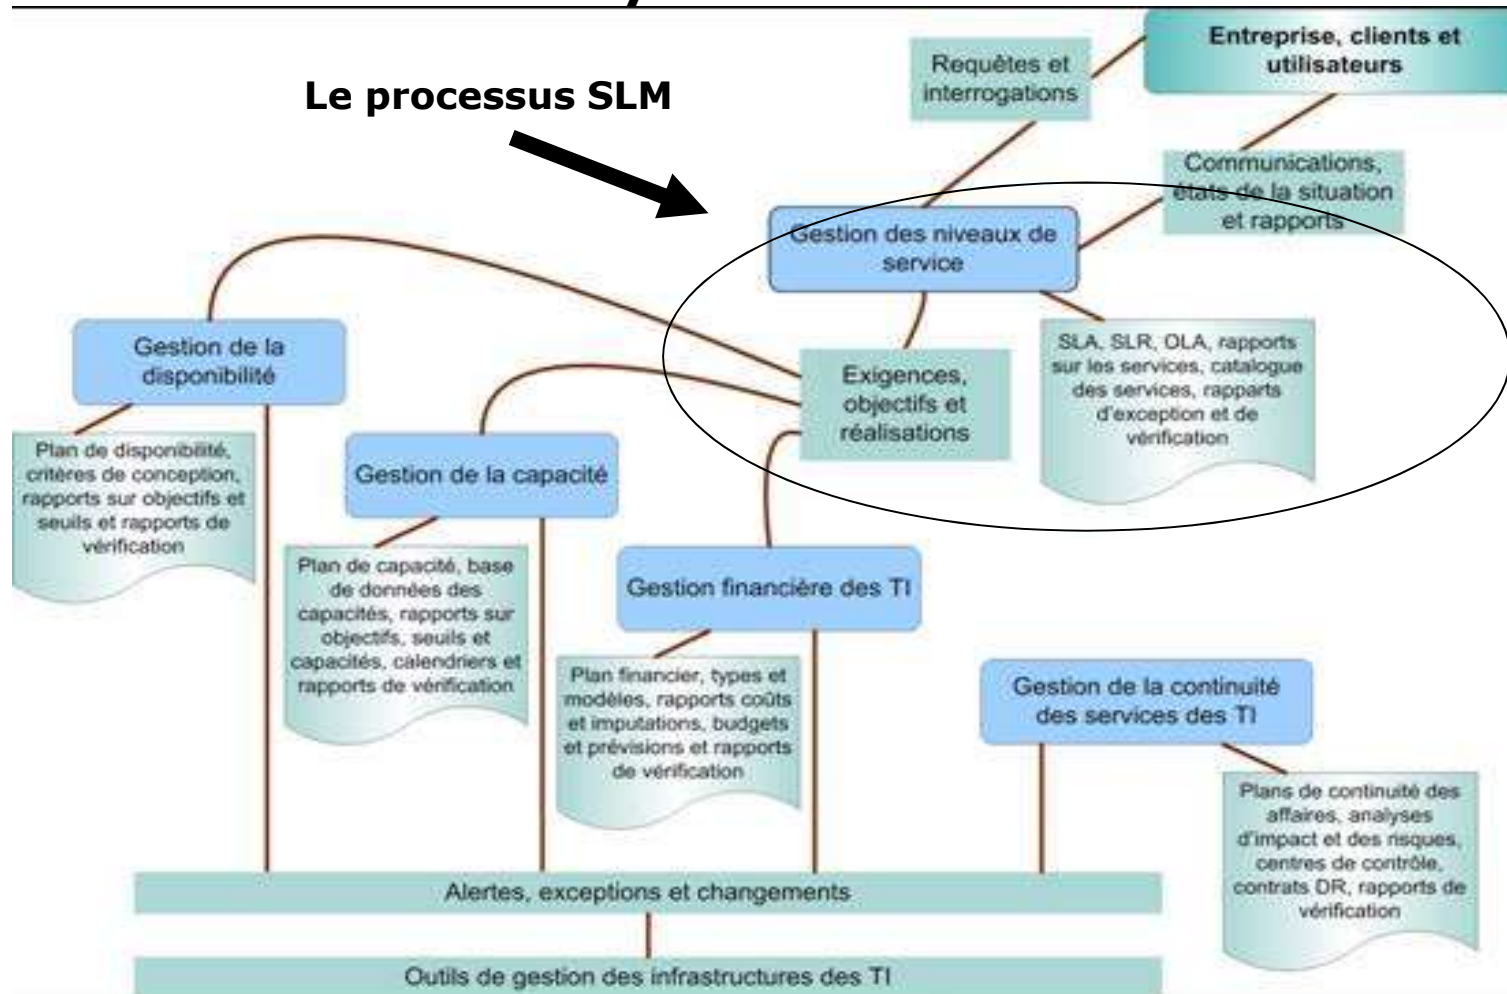 Entreprise, clients et
utilisateurs
Requêtes et
interrogations
Le processus SLM
Communications,
états de la situation
et rapports
Gestion des niveaux de
service
Gestion de la
disponibilité
SLA, SLR, OLA, rapports
sur les services, catalogue
des services, rapparts
d'exception et de
vérification
Exigences,
objectifs et
réalisations
Plan de disponibilité,
critères de conception,
rapports sur objectifs et
seuils et rapports de
vérification
Gestion de la capacité
Plan de capacité, base
de données des
capacités, rapports sur
objectifs, seuils et
capacités, calendriers et
rapports de vérification
Gestion financière des TI
Plan financier, types et
modèles, rapports coûts
et imputations, budgets
et prévisions et rapports
de vérification
Gestion de la continuité
des services des TI
Plans de continuité des
affaires, analyses
d'impact et des risques,
centres de contrôle,
contrats DR, rapports de
vérification
Alertes, exceptions et changements
Outils de gestion des infrastructures des TI